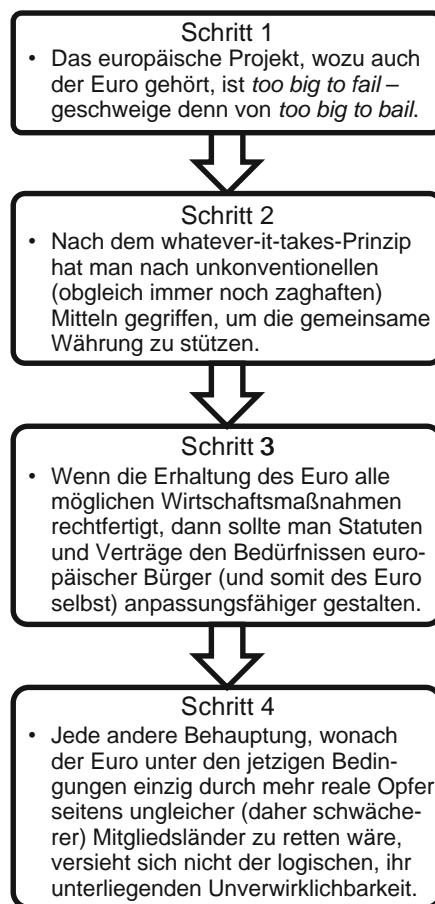 Schritt 1
• Das europäische Projekt, wozu auch
der Euro gehört, ist too big to fail –
geschweige denn von too big to bail.
Schritt 2
• Nach dem whatever-it-takes-Prinzip
hat man nach unkonventionellen
(obgleich immer noch zaghaften)
Mitteln gegriffen, um die gemeinsame
Währung zu stützen.
Schritt 3
• Wenn die Erhaltung des Euro alle
möglichen Wirtschaftsmaßnahmen
rechtfertigt, dann sollte man Statuten
und Verträge den Bedürfnissen euro-
päischer Bürger (und somit des Euro
selbst) anpassungsfähiger gestalten.
Schritt 4
• Jede andere Behauptung, wonach
der Euro unter den jetzigen Bedin-
gungen einzig durch mehr reale Opfer
seitens ungleicher (daher schwäche-
rer) Mitgliedsländer zu retten wäre,
versieht sich nicht der logischen, ihr
unterliegenden Unverwirklichbarkeit.